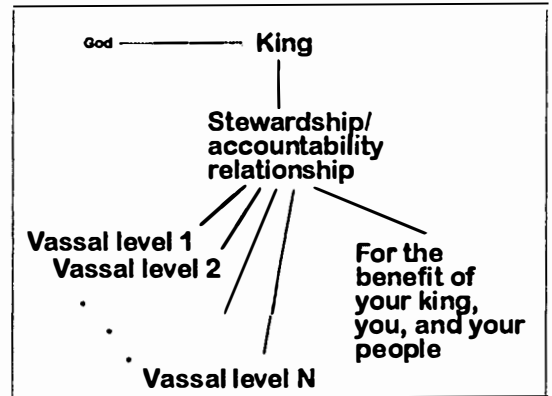 God King
Stewardship/
accountability
relationship
Vassal level 1
Vassal level 2
For the
benefit of
your king,
you, and your
people
Vassal level N